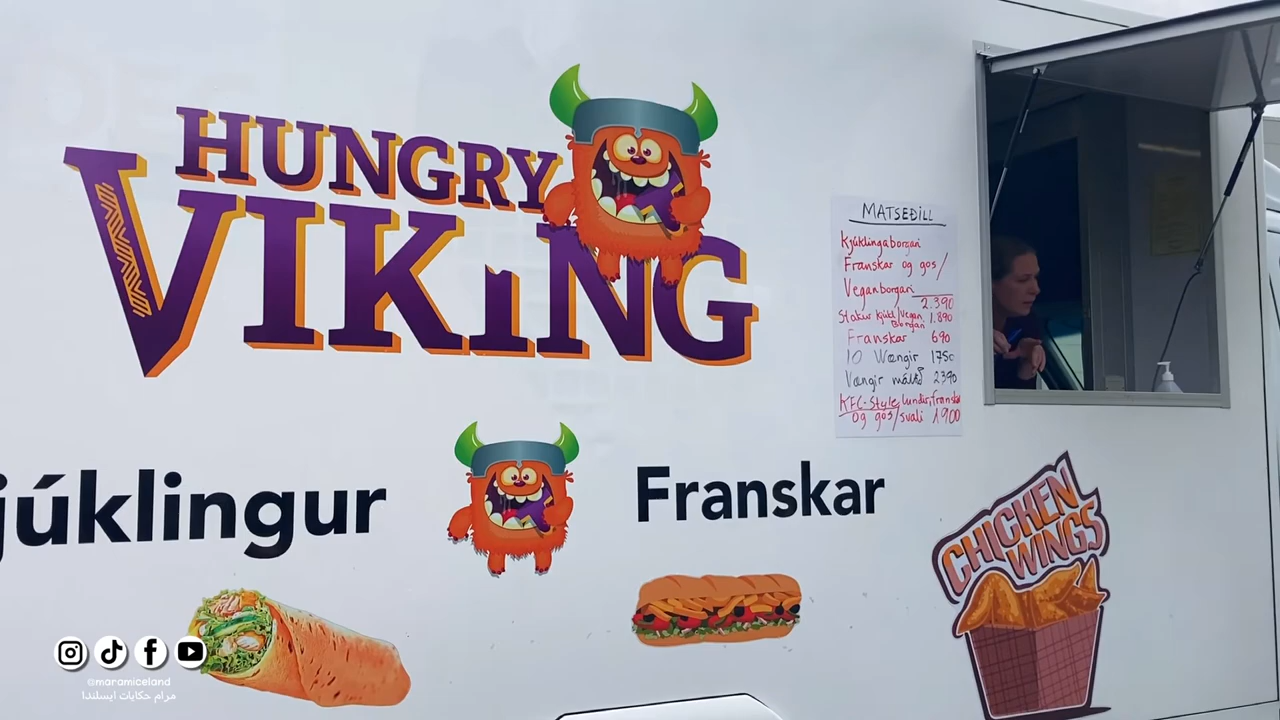 HUNGRY
VIKING
MATSEÐILL
Kjúklingaborgari
Franskar og gos/
Veganborgari
2.390
Stakur kjúkl/Vegan 1.890
Borgari
Franskar 690
10 Vængir 1750
Vængir máltíð 2390
KFC-Style, lundir, franskar
og gos/svali 1900
júklingur
Franskar
CHICKEN
WINGS
@maramiceland
مرام حكايات ايسلندا